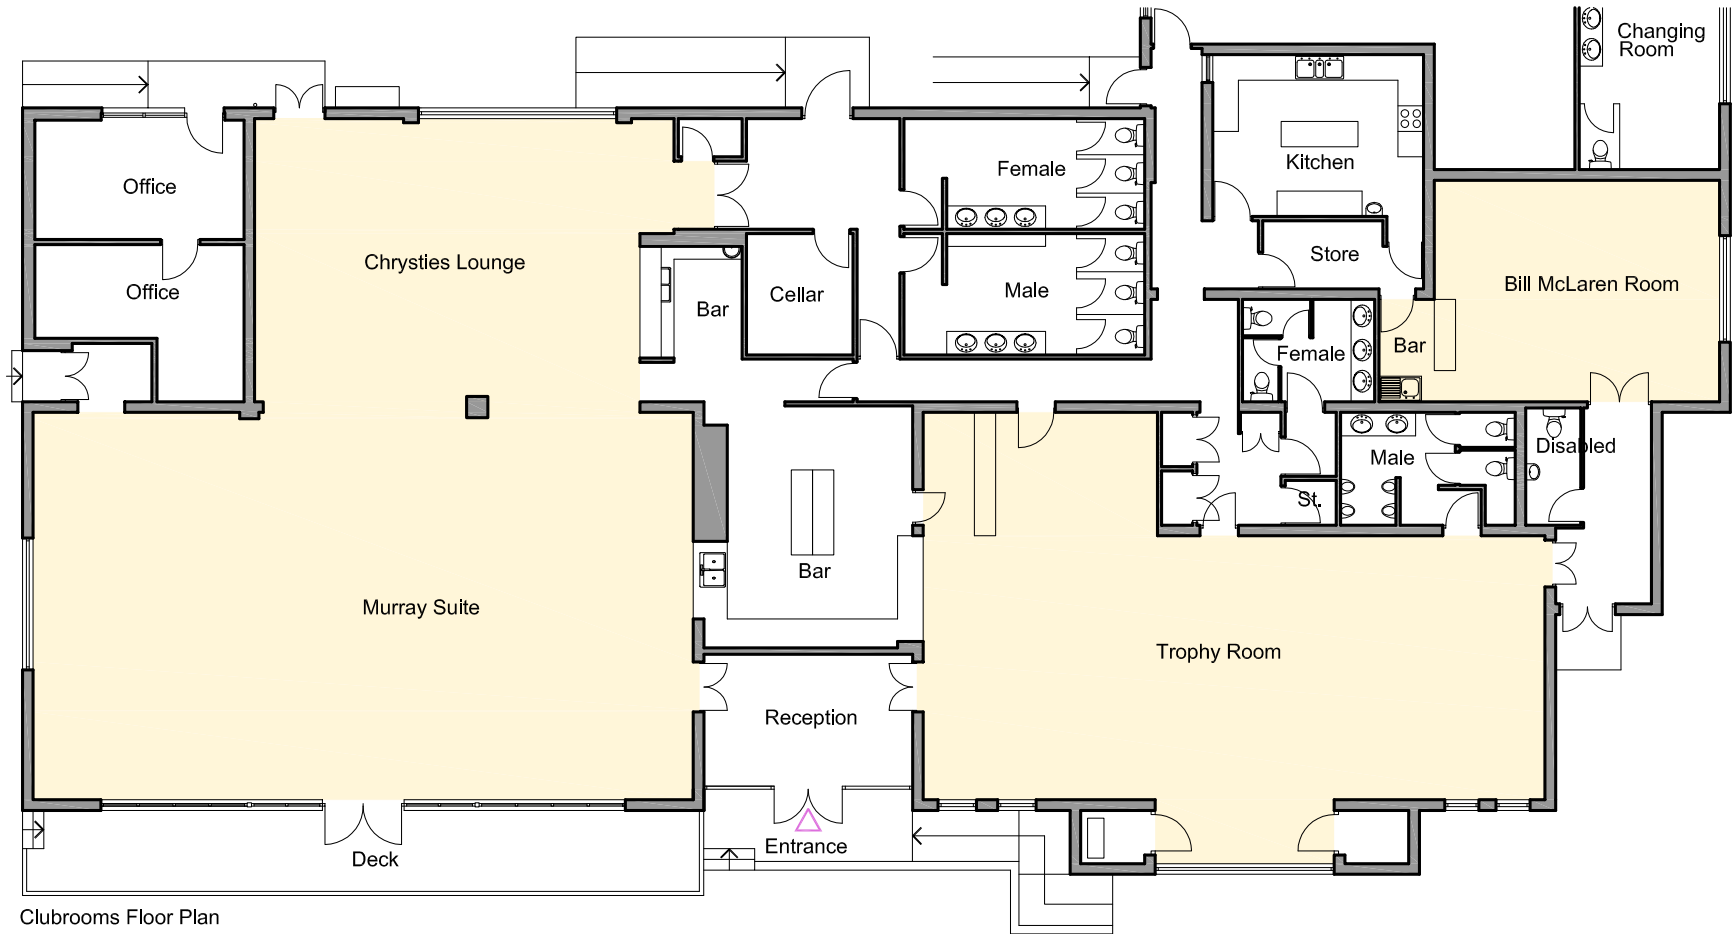 Changing
Room
Office
Female
Kitchen
Chrysties Lounge
Store
Office
Bar
Cellar
Male
Bill McLaren Room
Female
Bar
Disabled
Male
St.
Bar
Murray Suite
Trophy Room
Reception
Deck
Entrance
Clubrooms Floor Plan